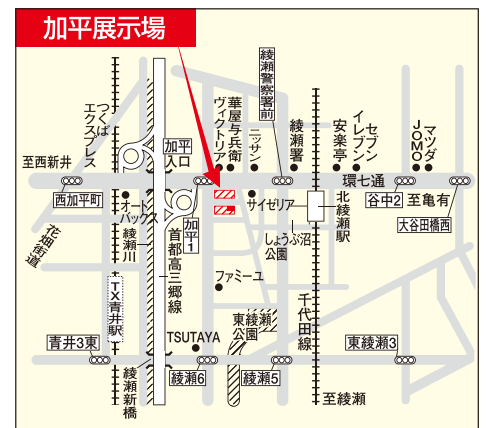 加平展示場
つくば
エクスプレス
至西新井
西加平町
花畑街道
オート
バックス
綾瀬川
加平
入口
首都高三郷線
加平1
ヴィクトリア
華屋与兵衛
ニッサン
綾瀬警察署前
綾瀬署
安楽亭
セブン
イレブン
JOMO
マツダ
環七通
谷中2
至亀有
大谷田橋西
サイゼリア
北綾瀬駅
しょうぶ沼
公園
ファミーユ
TX青井駅
青井3東
綾瀬新橋
TSUTAYA
綾瀬6
東綾瀬
公園
綾瀬5
千代田線
東綾瀬3
至綾瀬